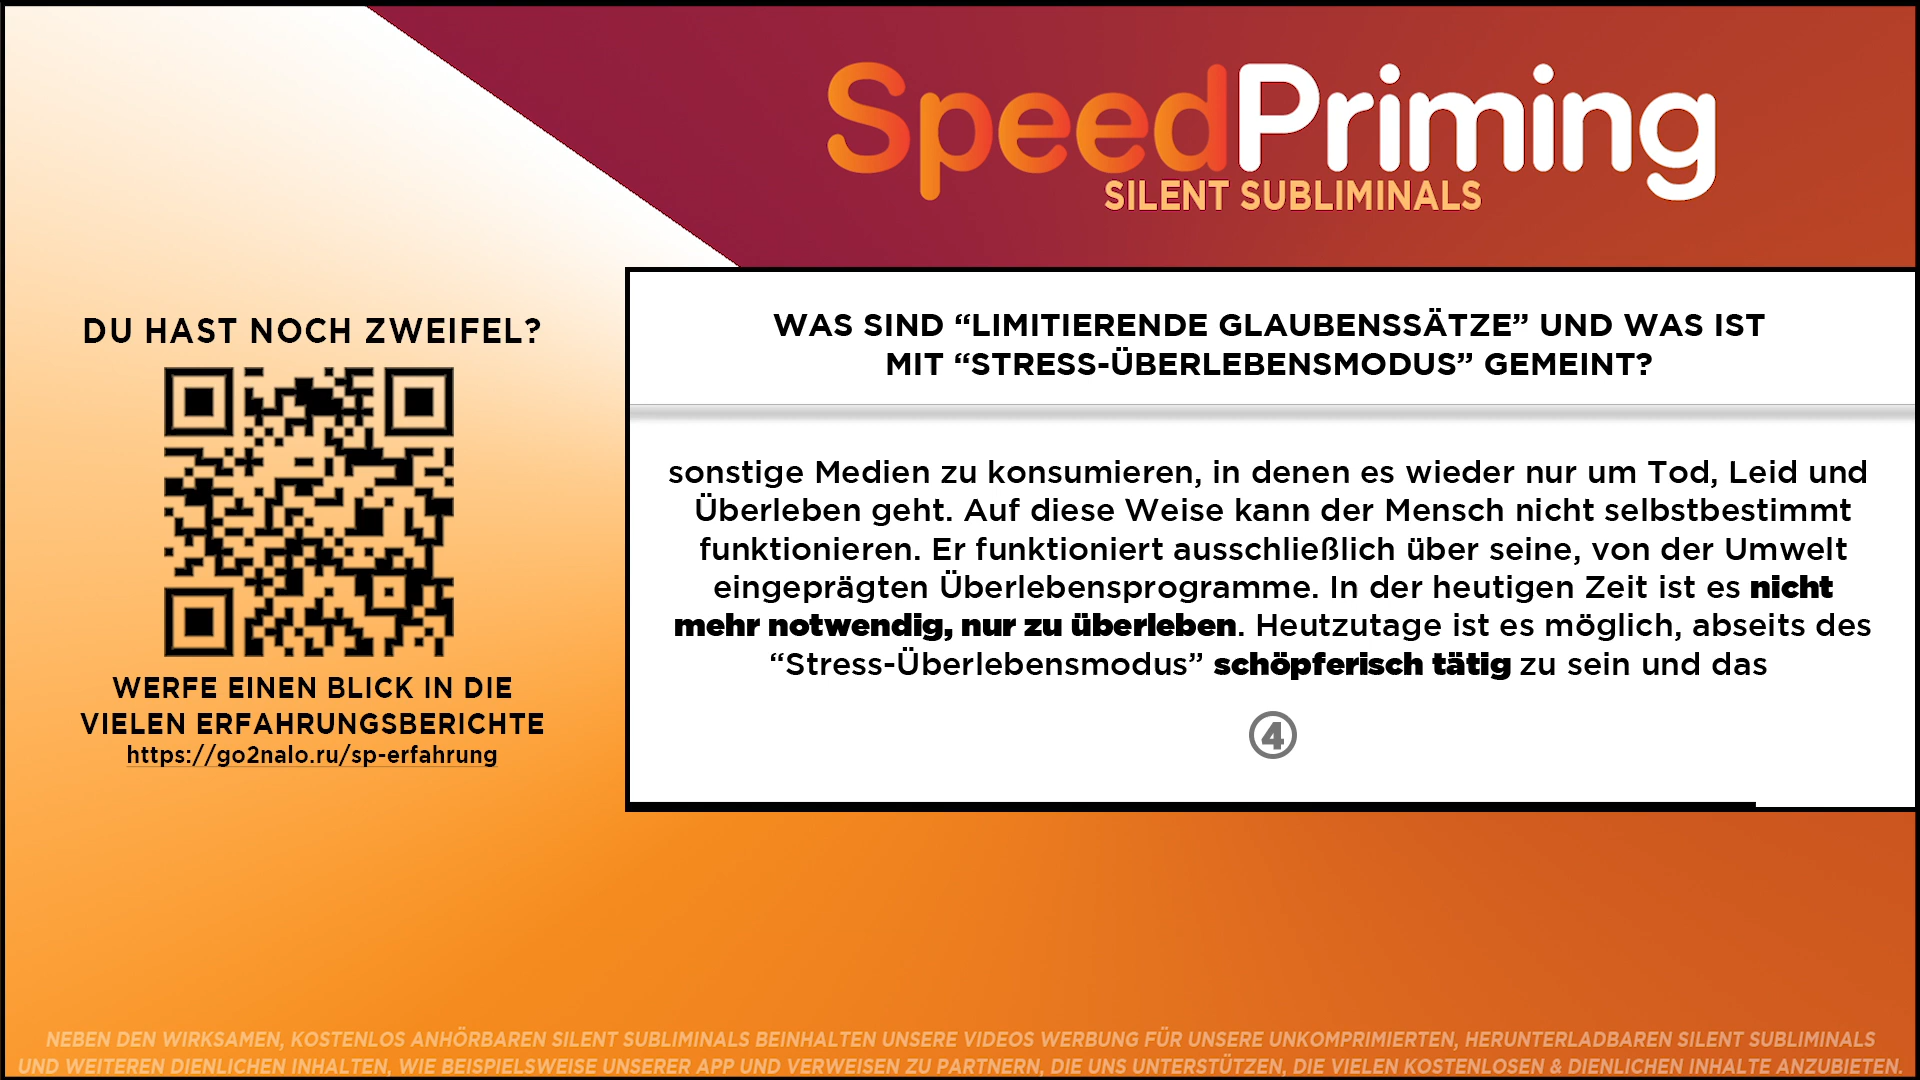 SpeedPriming
SILENT SUBLIMINALS
DU HAST NOCH ZWEIFEL?
WERFE EINEN BLICK IN DIE
VIELEN ERFAHRUNGSBERICHTE
https://go2nalo.ru/sp-erfahrung
WAS SIND “LIMITIERENDE GLAUBENSSÄTZE” UND WAS IST
MIT “STRESS-ÜBERLEBENSMODUS” GEMEINT?
sonstige Medien zu konsumieren, in denen es wieder nur um Tod, Leid und
Überleben geht. Auf diese Weise kann der Mensch nicht selbstbestimmt
funktionieren. Er funktioniert ausschließlich über seine, von der Umwelt
eingeprägten Überlebensprogramme. In der heutigen Zeit ist es nicht
mehr notwendig, nur zu überleben. Heutzutage ist es möglich, abseits des
“Stress-Überlebensmodus” schöpferisch tätig zu sein und das
4
NEBEN DEN WIRKSAMEN, KOSTENLOS ANHÖRBAREN SILENT SUBLIMINALS BEINHALTEN UNSERE VIDEOS WERBUNG FÜR UNSERE UNKOMPRIMIERTEN, HERUNTERLADBAREN SILENT SUBLIMINALS
UND WEITEREN DIENLICHEN INHALTEN, WIE BEISPIELSWEISE UNSERER APP UND VERWEISEN ZU PARTNERN, DIE UNS UNTERSTÜTZEN, DIE VIELEN KOSTENLOSEN & DIENLICHEN INHALTE ANZUBIETEN.